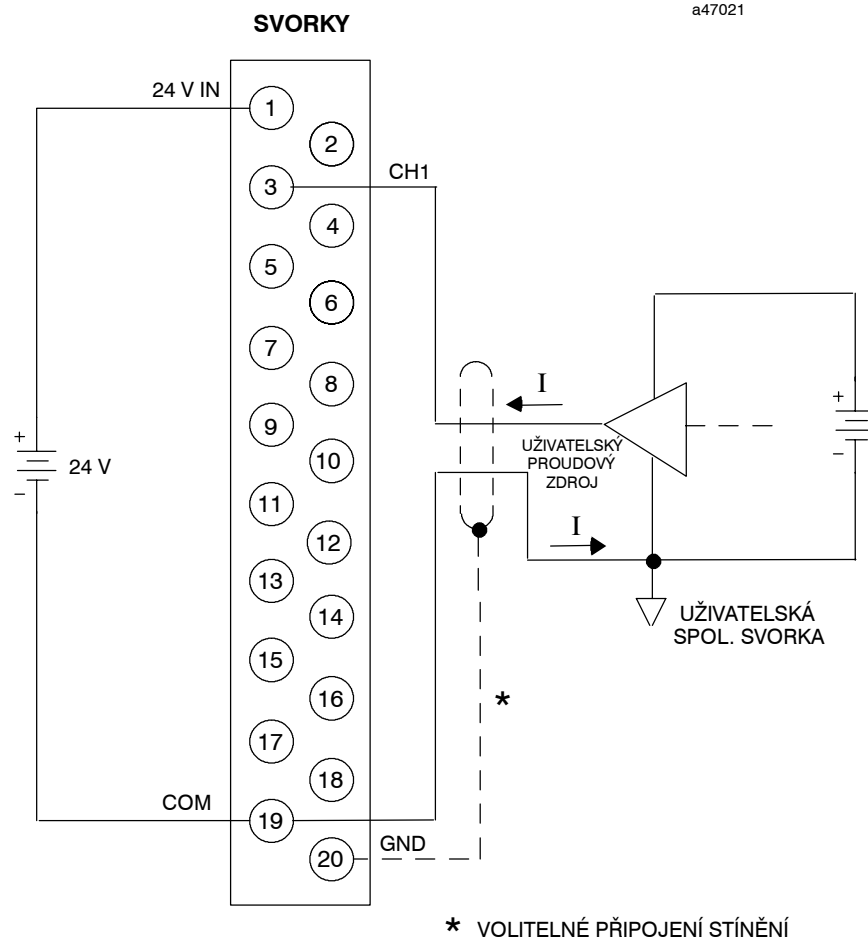 a47021
SVORKY
24 V IN
1
2
3
CH1
4
5
6
7
8
I
+
9
UŽIVATELSKÝ
PROUDOVÝ
ZDROJ
+
−
24 V
−
10
11
I
12
13
14
UŽIVATELSKÁ
SPOL. SVORKA
15
16
*
17
18
COM
19
GND
20
* VOLITELNÉ PŘIPOJENÍ STÍNĚNÍ